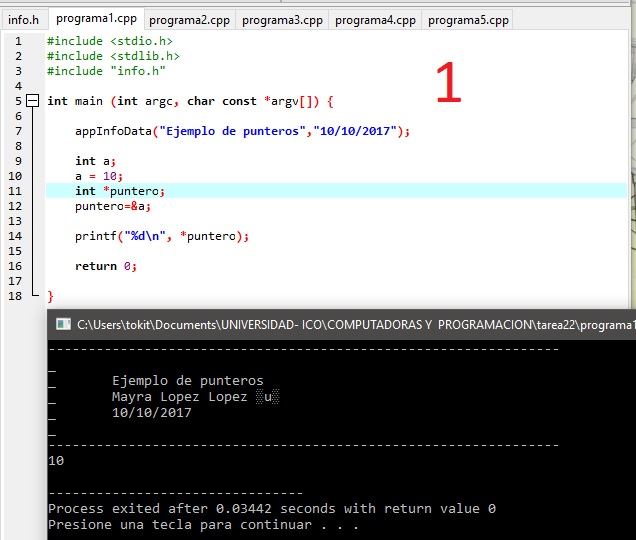 info.h programa1.cpp programa2.cpp programa3.cpp programa4.cpp programa5.cpp
1 #include <stdio.h>
2 #include <stdlib.h>
3 #include "info.h"
4
5 int main (int argc, char const *argv[]) {
6
7 appInfoData("Ejemplo de punteros","10/10/2017");
8
9 int a;
10 a = 10;
11 int *puntero;
12 puntero=&a;
13
14 printf("%d\n", *puntero);
15
16 return 0;
17
18 }
1
C:\Users\tokit\Documents\UNIVERSIDAD- ICO\COMPUTADORAS Y PROGRAMACION\tarea22\programa1
------------------------------------------------------------
_
_ Ejemplo de punteros
_ Mayra Lopez Lopez ░u░
_ 10/10/2017
_
------------------------------------------------------------
10
--------------------------------
Process exited after 0.03442 seconds with return value 0
Presione una tecla para continuar . . .